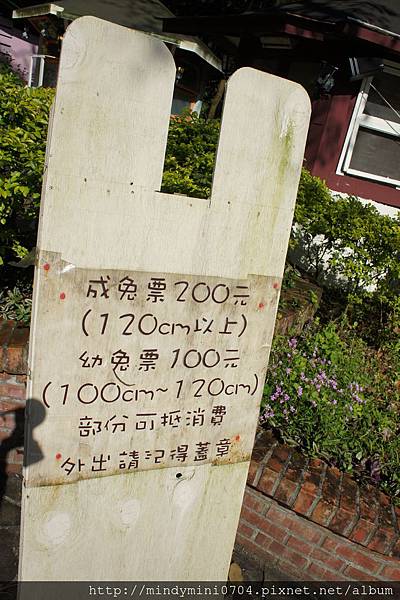 成兔票200元
(120cm以上)
幼兔票100元
(100cm~120cm)
部份可抵消費
外出請記得蓋章
http://mindymini0704.pixnet.net/album